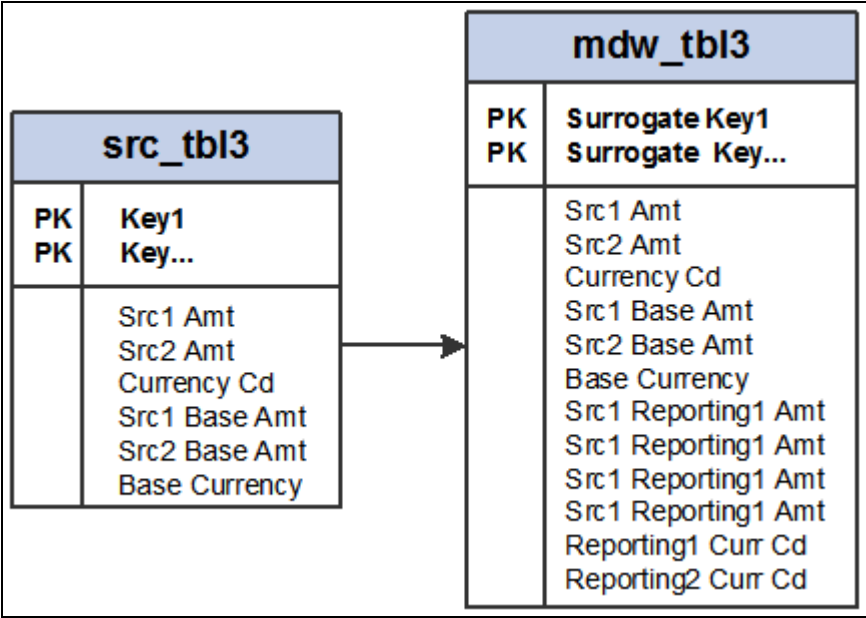 src_tbl3
PK Key1
PK Key...
Src1 Amt
Src2 Amt
Currency Cd
Src1 Base Amt
Src2 Base Amt
Base Currency
mdw_tbl3
PK Surrogate Key1
PK Surrogate Key...
Src1 Amt
Src2 Amt
Currency Cd
Src1 Base Amt
Src2 Base Amt
Base Currency
Src1 Reporting1 Amt
Src1 Reporting1 Amt
Src1 Reporting1 Amt
Src1 Reporting1 Amt
Reporting1 Curr Cd
Reporting2 Curr Cd